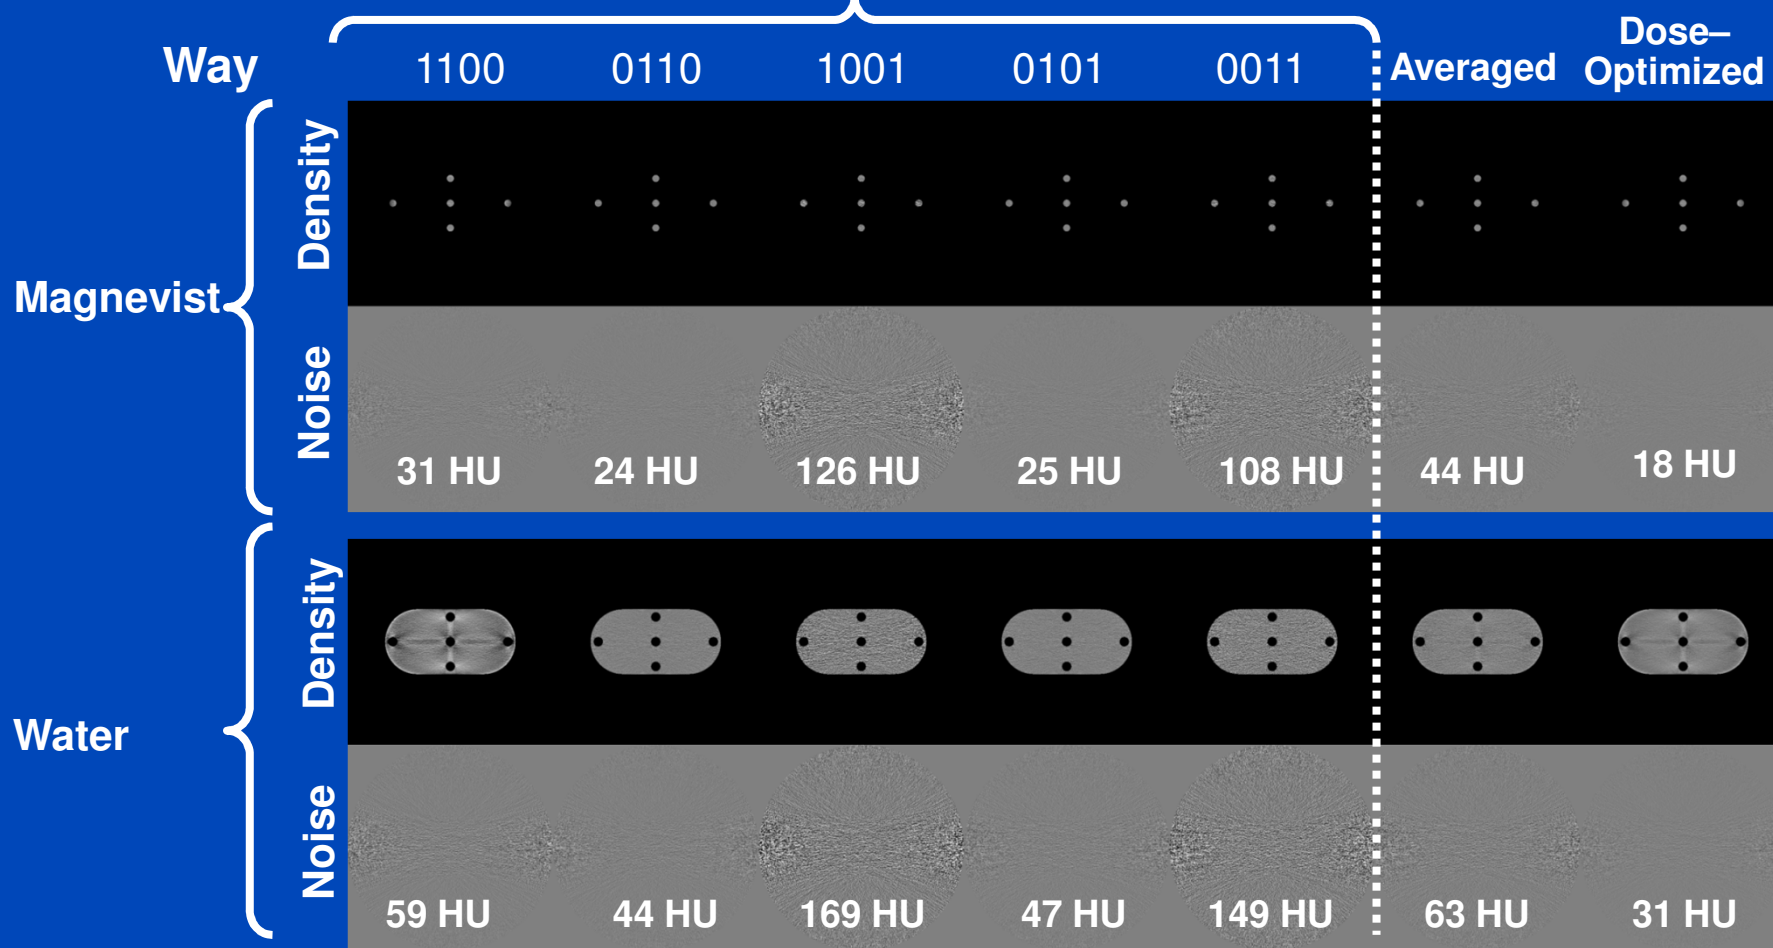 Way 1100 0110 1001 0101 0011 Averaged Dose–
Optimized
Magnevist
Density
Noise
31 HU 24 HU 126 HU 25 HU 108 HU 44 HU 18 HU
Water
Density
Noise
59 HU 44 HU 169 HU 47 HU 149 HU 63 HU 31 HU